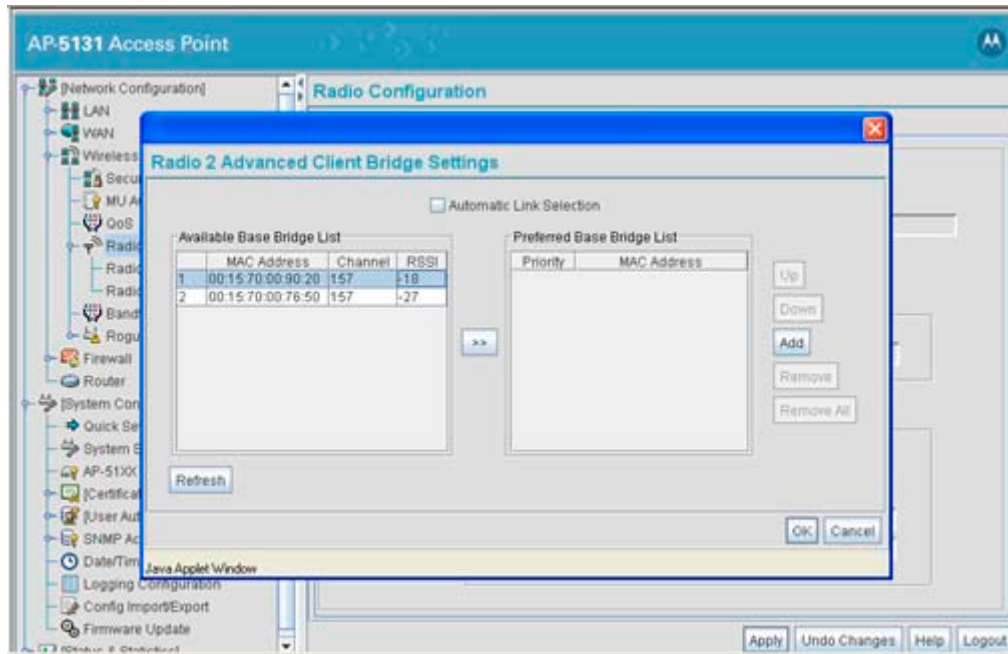 AP-5131 Access Point
[Network Configuration]
LAN
WAN
Wireless
Secu
MU A
QoS
Radio
Radio
Radio
Band
Rogu
Firewall
Router
[System Con
Quick Se
System S
AP-51XX
[Certificat
[User Aut
SNMP Ac
Date/Tim
Logging Configuration
Config Import/Export
Firmware Update
[Status & Statistics]
Radio Configuration
Radio 2 Advanced Client Bridge Settings
Automatic Link Selection
Available Base Bridge List
MAC Address Channel RSSI
1 00:15:70:00:90:20 157 -18
2 00:15:70:00:76:50 157 -27
Refresh
>>
Preferred Base Bridge List
Priority MAC Address
Up
Down
Add
Remove
Remove All
OK Cancel
Java Applet Window
Apply Undo Changes Help Logout